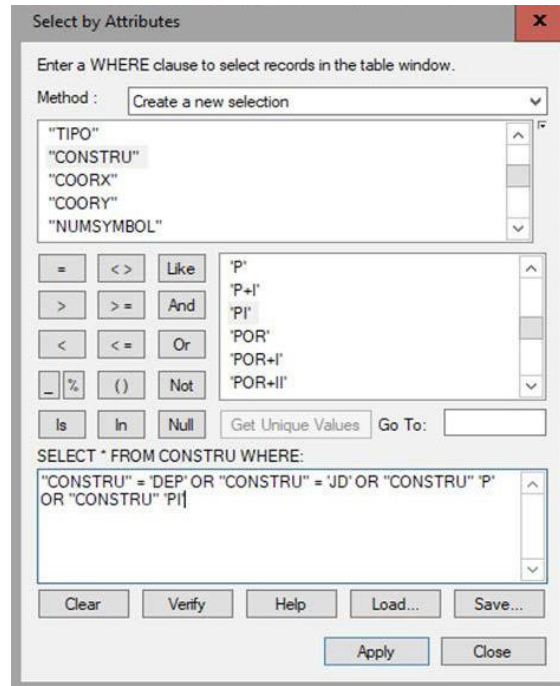 Select by Attributes
x
Enter a WHERE clause to select records in the table window.
Method : Create a new selection
"TIPO"
"CONSTRU"
"COORX"
"COORY"
"NUMSYMBOL"
= < > Like
> > = And
< < = Or
_ % () Not
Is In Null
'P'
'P+I'
'PI'
'POR'
'POR+I'
'POR+II'
Get Unique Values Go To:
SELECT * FROM CONSTRU WHERE:
"CONSTRU" = 'DEP' OR "CONSTRU" = 'JD' OR "CONSTRU" 'P'
OR "CONSTRU" 'PI'
Clear Verify Help Load... Save...
Apply Close